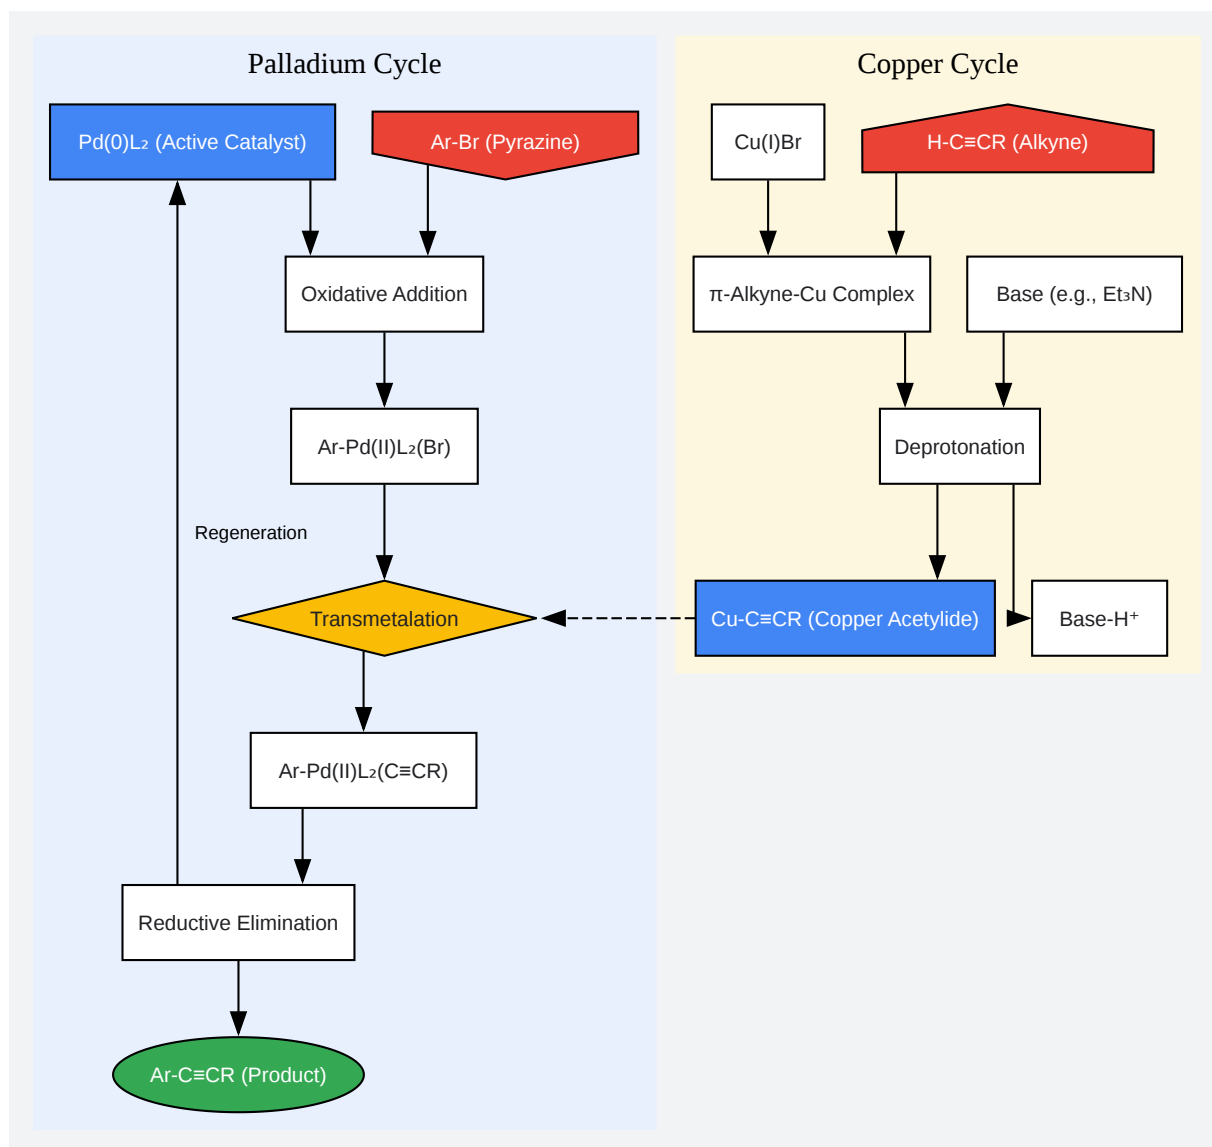 Palladium Cycle
Pd(0)L₂ (Active Catalyst)
Ar-Br (Pyrazine)
Oxidative Addition
Ar-Pd(II)L₂(Br)
Regeneration
Transmetalation
Ar-Pd(II)L₂(C≡CR)
Reductive Elimination
Ar-C≡CR (Product)
Copper Cycle
Cu(I)Br
H-C≡CR (Alkyne)
π-Alkyne-Cu Complex
Base (e.g., Et₃N)
Deprotonation
Cu-C≡CR (Copper Acetylide)
Base-H⁺